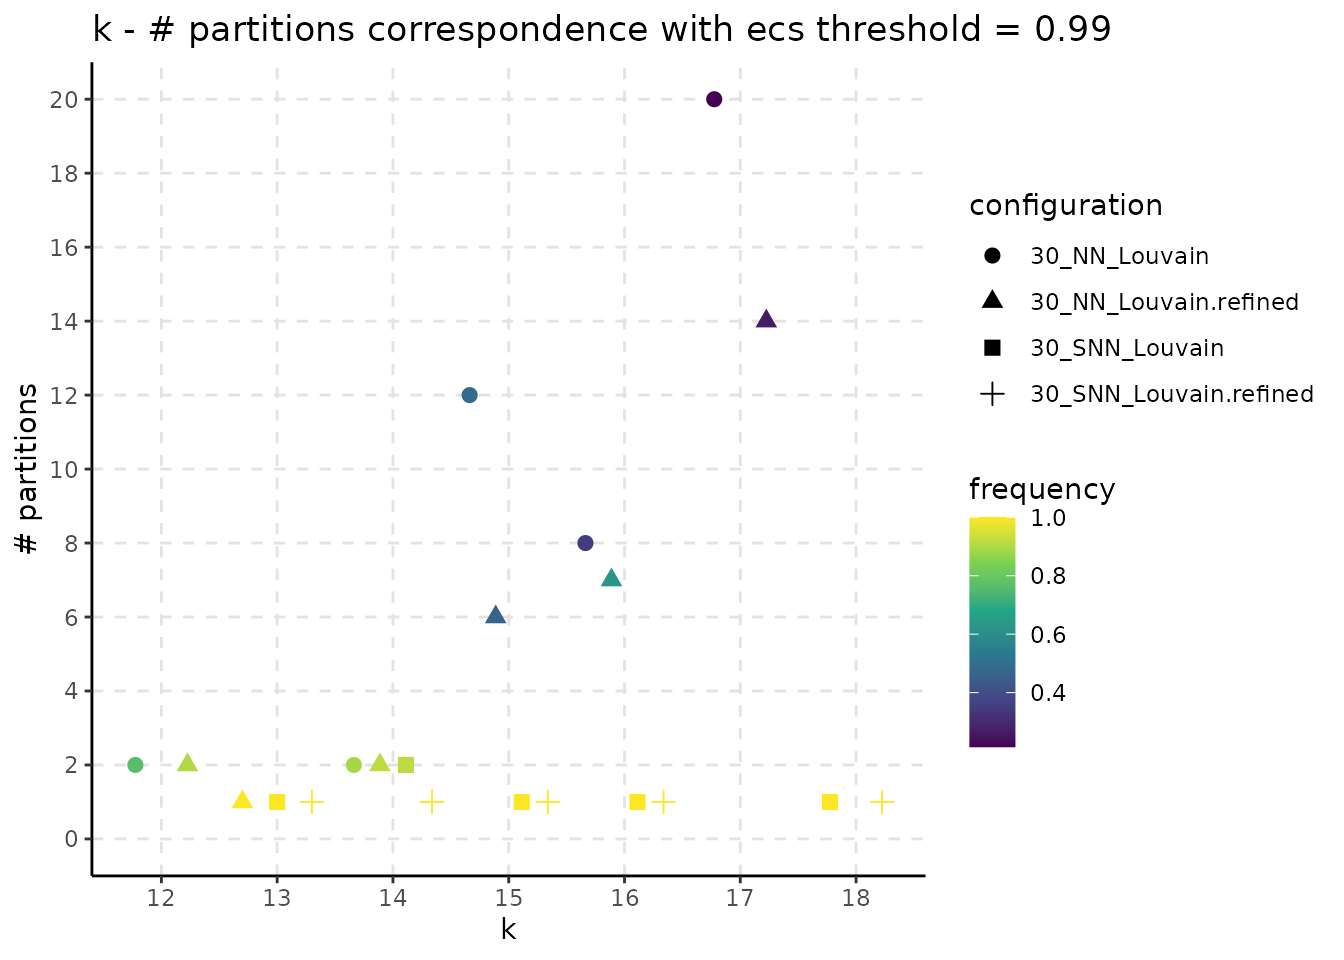 k - # partitions correspondence with ecs threshold = 0.99
# partitions
20
18
16
14
12
10
8
6
4
2
0
12 13 14 15 16 17 18
k
configuration
30_NN_Louvain
30_NN_Louvain.refined
30_SNN_Louvain
30_SNN_Louvain.refined
frequency
1.0
0.8
0.6
0.4